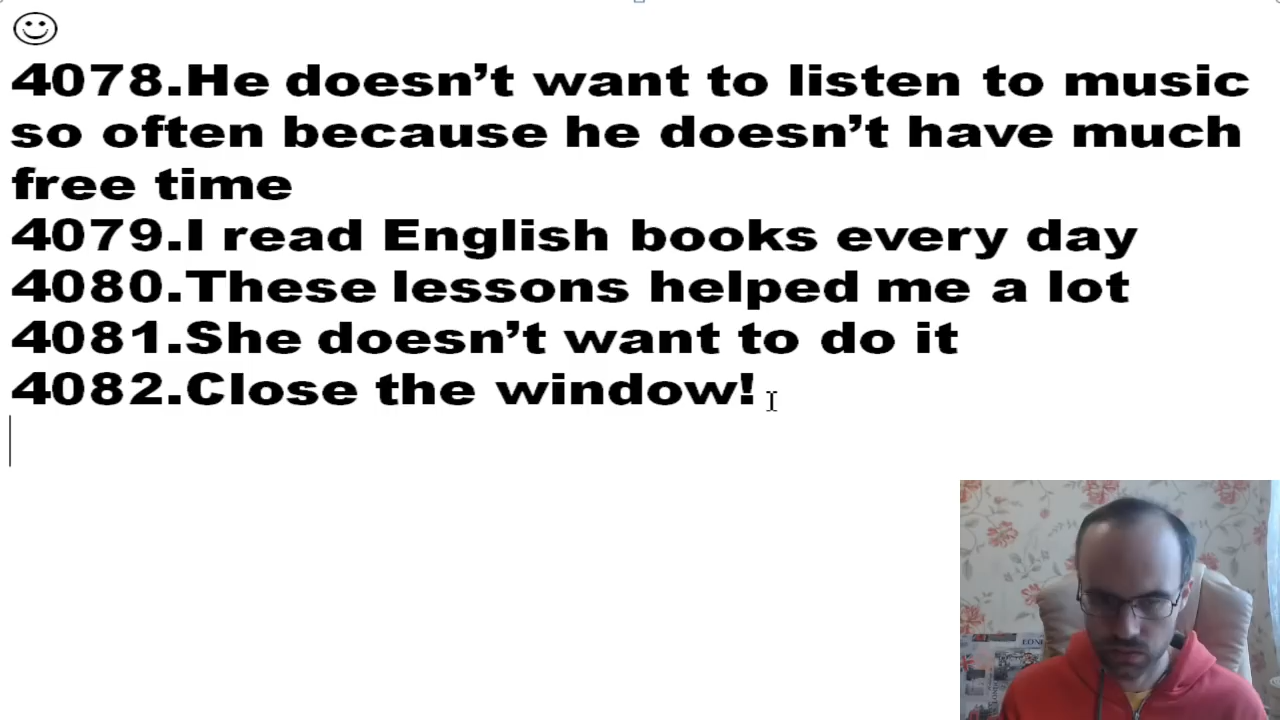 ☺
4078.He doesn’t want to listen to music
so often because he doesn’t have much
free time
4079.I read English books every day
4080.These lessons helped me a lot
4081.She doesn’t want to do it
4082.Close the window!